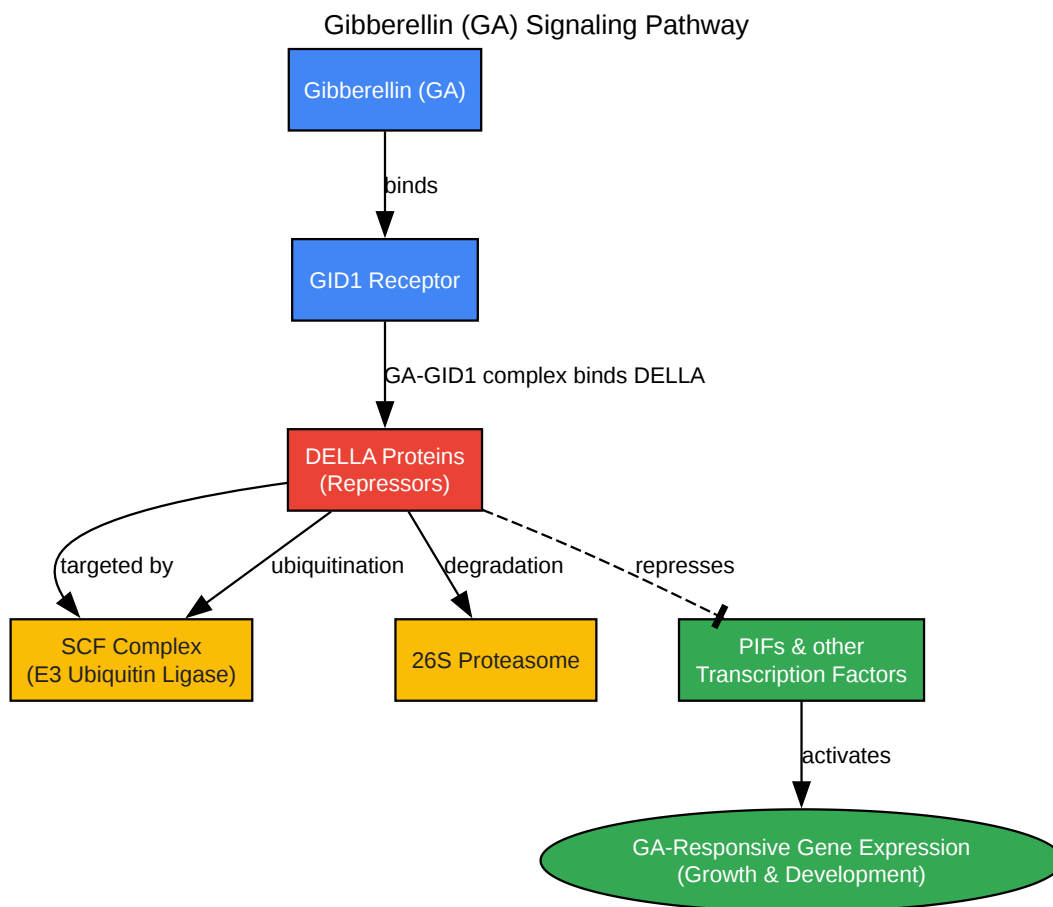 Gibberellin (GA) Signaling Pathway
Gibberellin (GA)
binds
GID1 Receptor
GA-GID1 complex binds DELLA
DELLA Proteins
(Repressors)
targeted by
ubiquitination
degradation
represses
SCF Complex
(E3 Ubiquitin Ligase)
26S Proteasome
PIFs & other
Transcription Factors
activates
GA-Responsive Gene Expression
(Growth & Development)